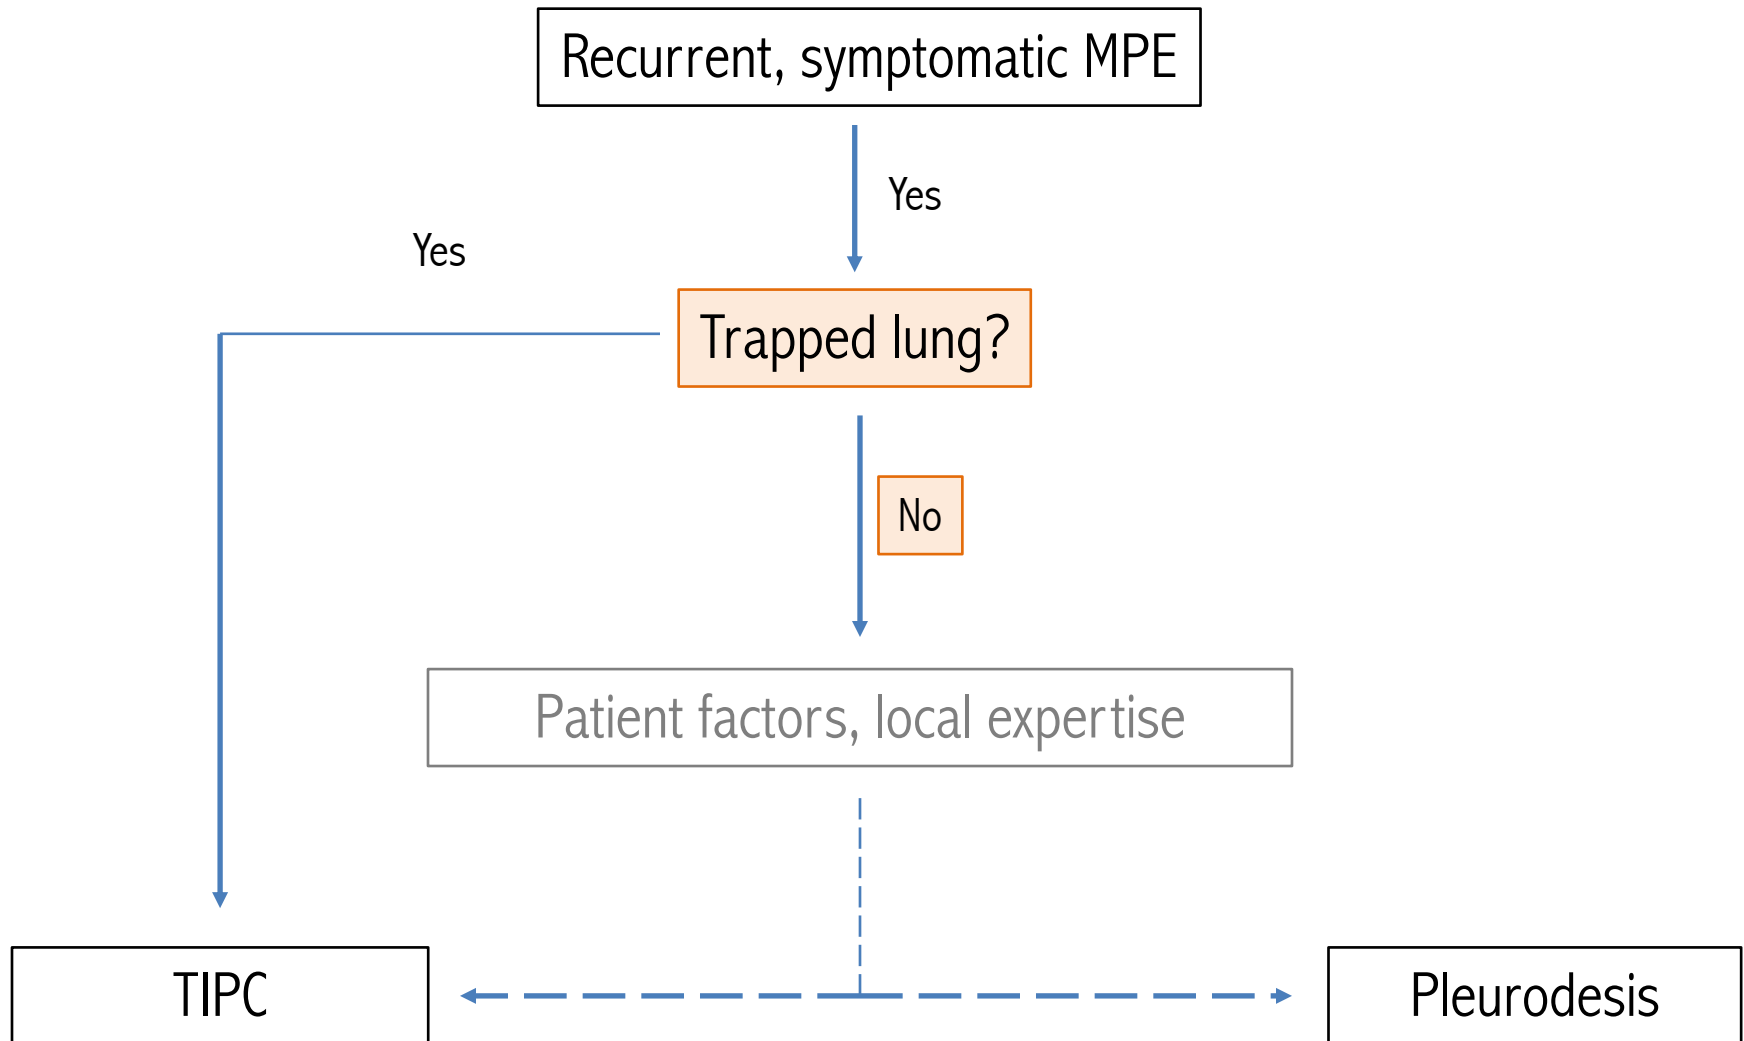 Recurrent, symptomatic MPE
Yes
Yes
Trapped lung?
No
Patient factors, local expertise
TIPC
Pleurodesis